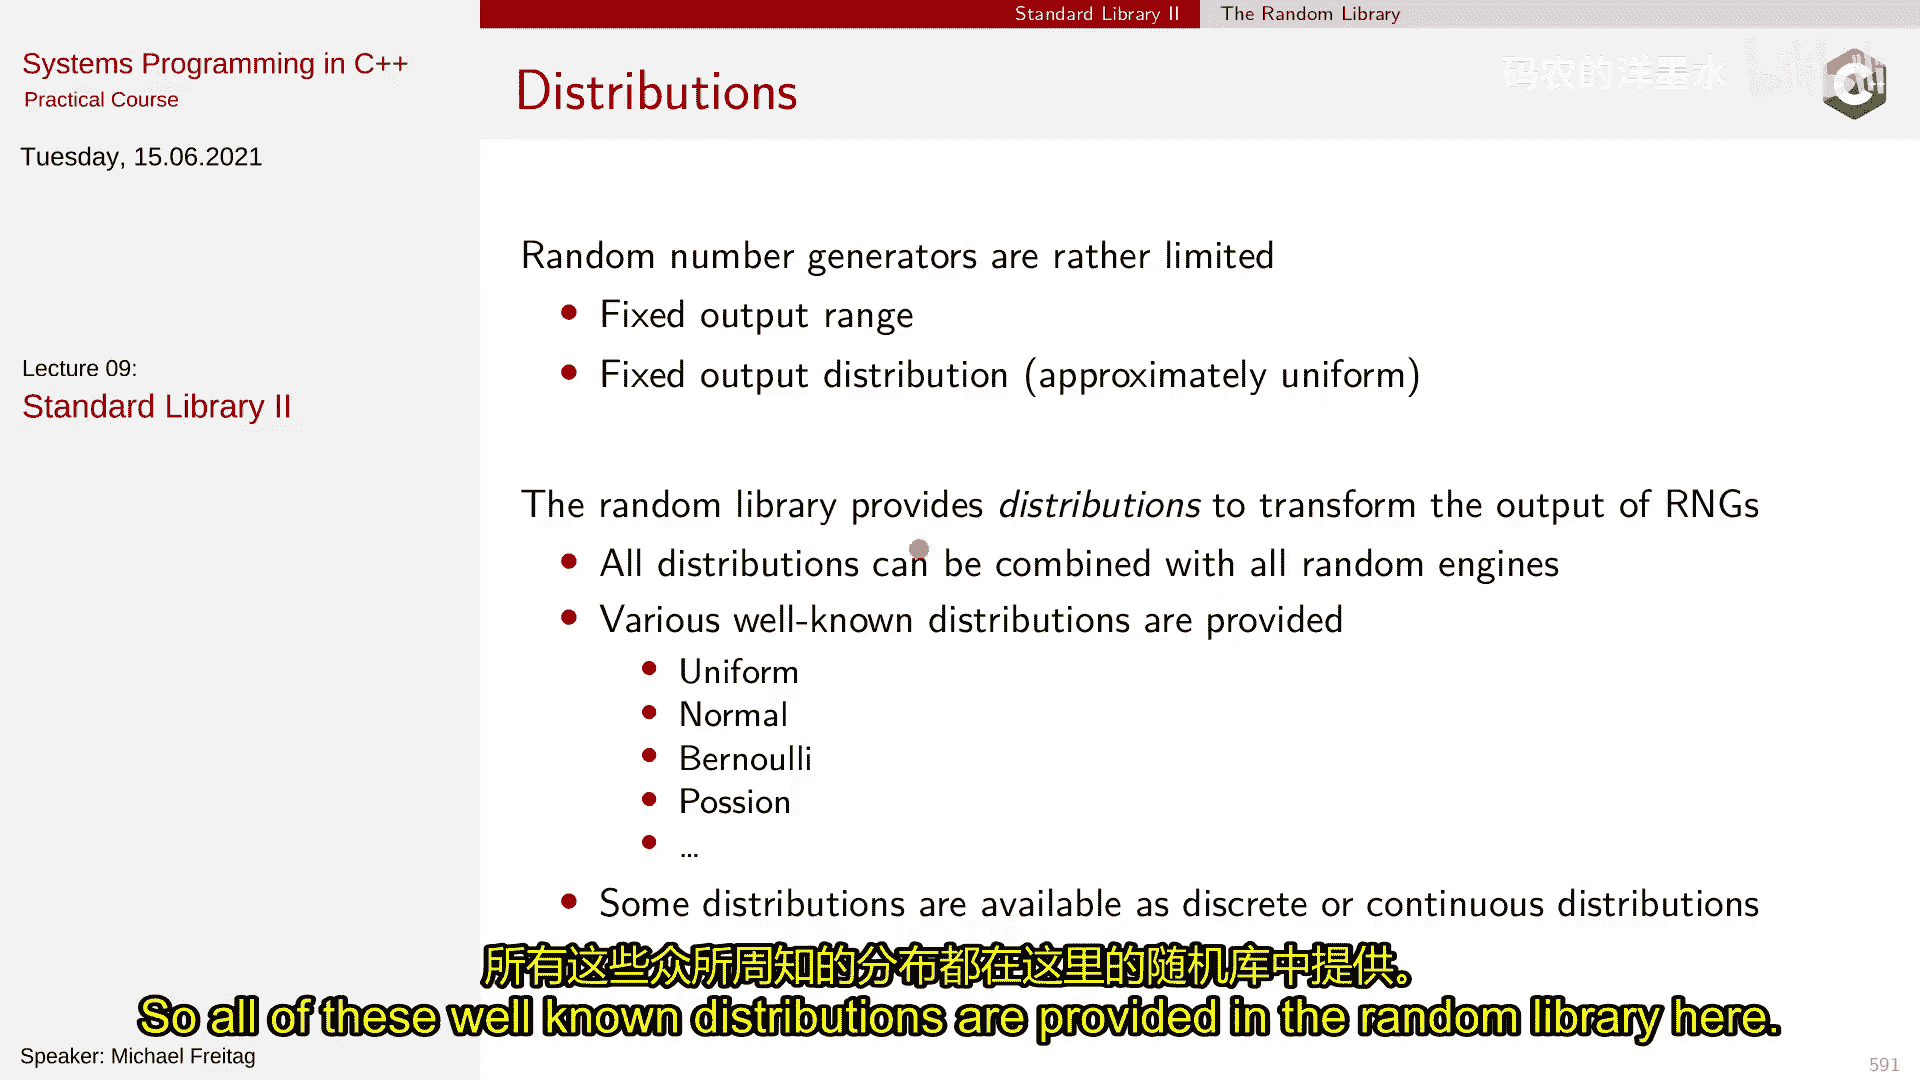 Standard Library II
The Random Library
Systems Programming in C++
Practical Course
Tuesday, 15.06.2021
Lecture 09:
Standard Library II
Distributions
码农的洋墨水
Random number generators are rather limited
Fixed output range
Fixed output distribution (approximately uniform)
The random library provides distributions to transform the output of RNGs
All distributions can be combined with all random engines
Various well-known distributions are provided
Uniform
Normal
Bernoulli
Possion
...
Some distributions are available as discrete or continuous distributions
所有这些众所周知的分布都在这里的随机库中提供。
So all of these well known distributions are provided in the random library here.
Speaker: Michael Freitag
591